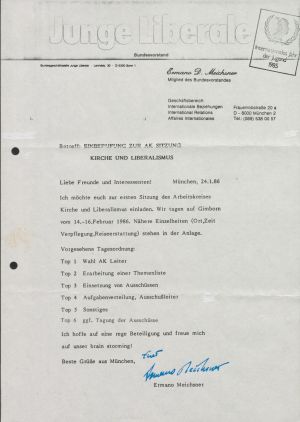 Junge Liberale
Bundesvorstand
Internationales Jahr
der Jugend
1985
Ermano D. Meichsner
Mitglied des Bundesvorstandes
Geschäftsbereich
Internationale Beziehungen
International Relations
Affaires Internationales
Frauenmoostraße 20 a
D - 8000 München 2
Tel.: (089)
Betreff: EINBERUFUNG ZUR AK SITZUNG
KIRCHE UND LIBERALISMUS
Liebe Freunde und Interessenten! München, 24.1.86
Ich möchte euch zur ersten Sitzung des Arbeitskreises
Kirche und Liberalismus einladen. Wir tagen auf Gimborn
vom 14.-16.Februar 1986. Nähere Einzelheiten (Ort,Zeit
Verpflegung,Reiseerstattung) stehen in der Anlage.
Vorgesehene Tagesordnung:
Top 1 Wahl AK Leiter
Top 2 Erarbeitung einer Themenliste
Top 3 Einsetzung von Ausschüssen
Top 4 Aufgabenverteilung, Ausschußleiter
Top 5 Sonstiges
Top 6 ggf. Tagung der Ausschüsse
Ich hoffe auf eine rege Beteiligung und freue mich
auf unser brain storming!
Beste Grüße aus München,
Euer
Ermano Meichsner
Ermano Meichsner